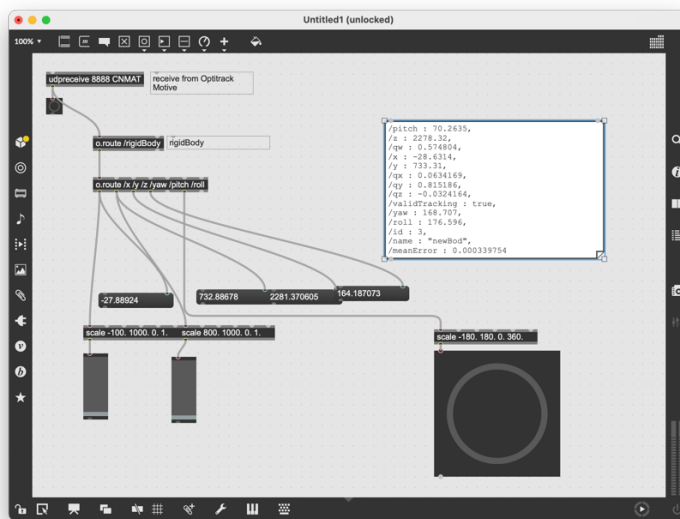 Untitled1 (unlocked)
100%
udpreceive 8888 CNMAT
receive from Optitrack
Motive
o.route /rigidBody
rigidBody
o.route /x /y /z /yaw /pitch /roll
/pitch : 70.2635,
/z : 2278.32,
/qw : 0.574804,
/x : -28.6314,
/y : 733.31,
/qx : 0.0634169,
/qy : 0.815186,
/qz : -0.0324164,
/validTracking : true,
/yaw : 168.707,
/roll : 176.596,
/id : 3,
/name : "newBod",
/meanError : 0.000339754
-27.88924
732.88678
2281.370605
164.187073
scale -100. 1000. 0. 1.
scale 800. 1000. 0. 1.
scale -180. 180. 0. 360.